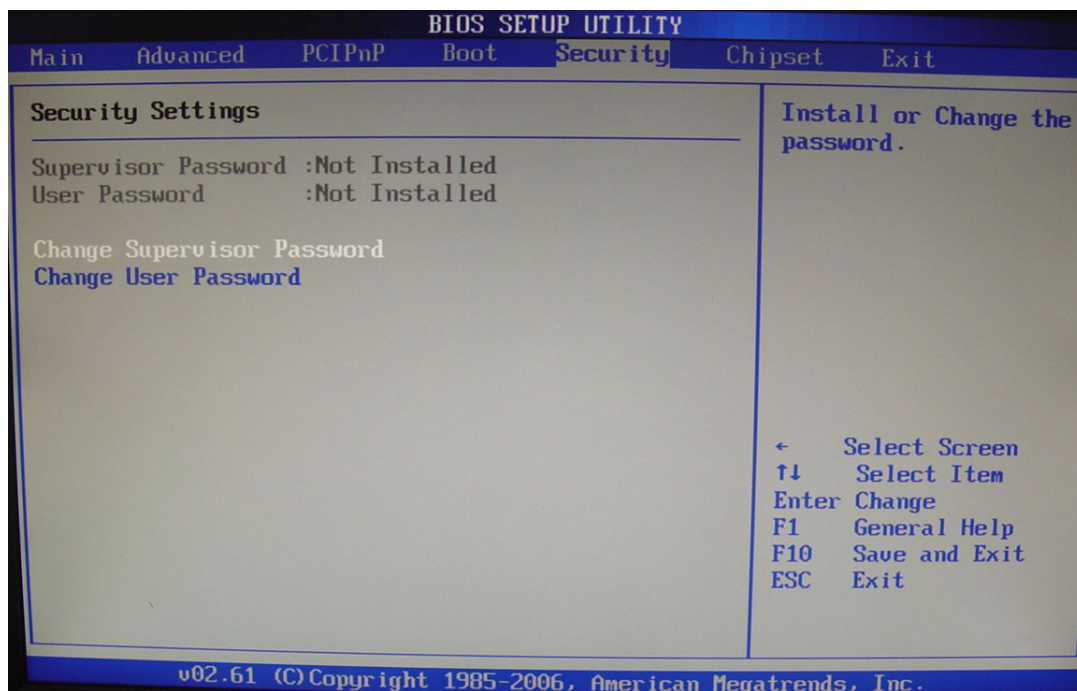 BIOS SETUP UTILITY
Main Advanced PCIPnP Boot Security Chipset Exit
Security Settings
Supervisor Password :Not Installed
User Password :Not Installed
Change Supervisor Password
Change User Password
Install or Change the
password.
← Select Screen
↑↓ Select Item
Enter Change
F1 General Help
F10 Save and Exit
ESC Exit
v02.61 (C)Copyright 1985-2006, American Megatrends, Inc.